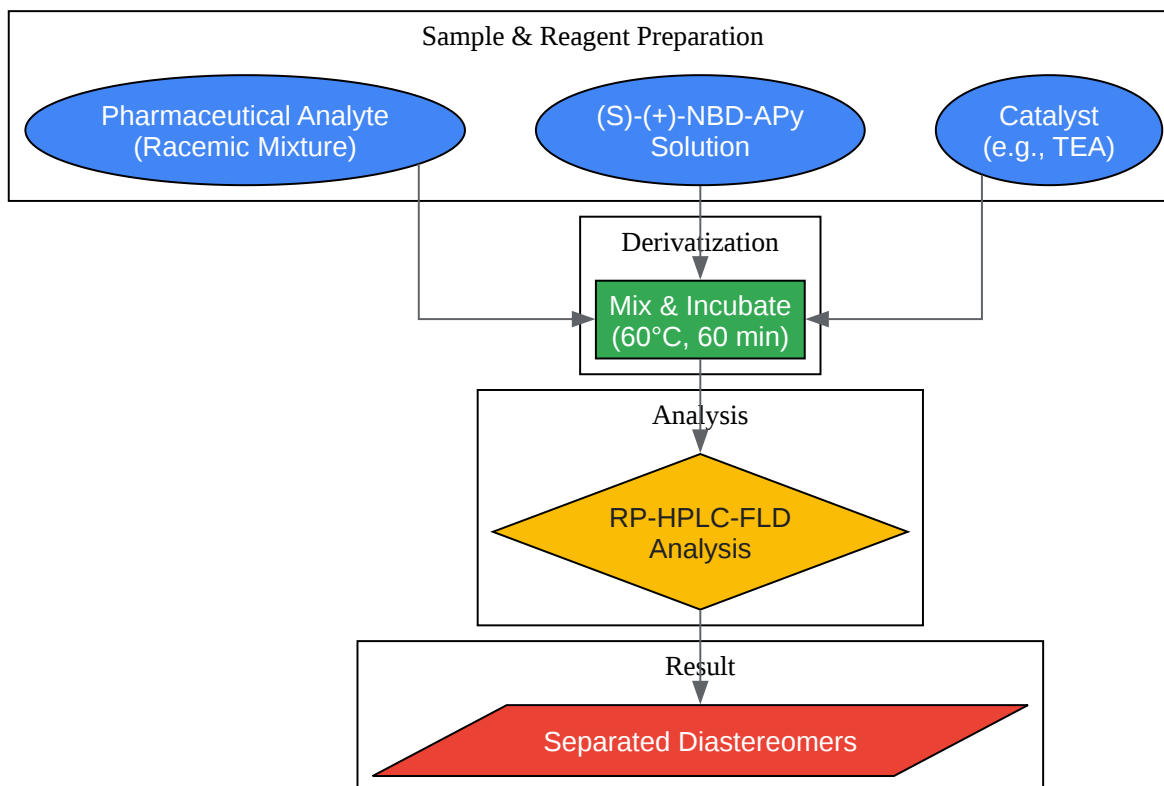 Sample & Reagent Preparation
Pharmaceutical Analyte
(Racemic Mixture)
(S)-(+)-NBD-APy
Solution
Catalyst
(e.g., TEA)
Derivatization
Mix & Incubate
(60°C, 60 min)
Analysis
RP-HPLC-FLD
Analysis
Result
Separated Diastereomers